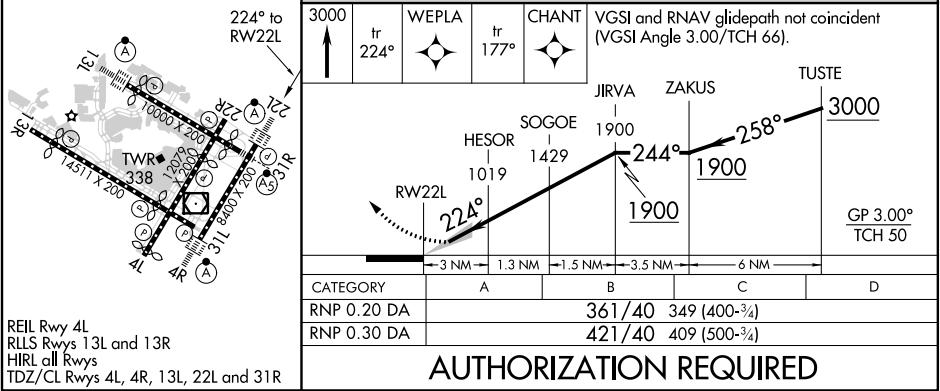 224° to
RW22L
A
13L
P
10000 X 200
22R
P
A
22L
13R
P
TWR
338
12079 X 200
P
31R
A5
14511 X 200
P
8400 X 200
P
P
31L
4L
4R
A
REIL Rwy 4L
RLLS Rwys 13L and 13R
HIRL all Rwys
TDZ/CL Rwys 4L, 4R, 13L, 22L and 31R
3000
tr
224°
WEPLA
tr
177°
CHANT
VGSI and RNAV glidepath not coincident
(VGSI Angle 3.00/TCH 66).
TUSTE
ZAKUS
JIRVA
3000
SOGOE
1900
258°
HESOR
1429
244°
1900
1019
RW22L
224°
1900
GP 3.00°
TCH 50
3 NM
1.3 NM
1.5 NM
3.5 NM
6 NM
CATEGORY A B C D
RNP 0.20 DA 361/40 349 (400-¾)
RNP 0.30 DA 421/40 409 (500-¾)
AUTHORIZATION REQUIRED